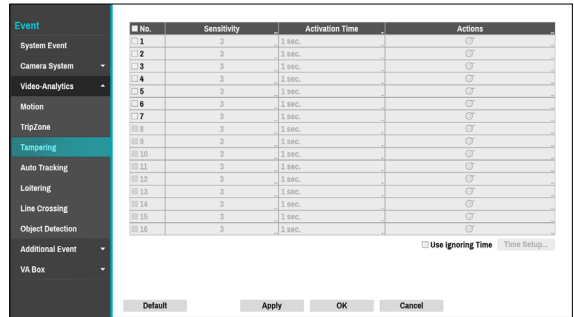 Event
System Event
Camera System
Video-Analytics
Motion
TripZone
Tampering
Auto Tracking
Loitering
Line Crossing
Object Detection
Additional Event
VA Box
No. Sensitivity Activation Time Actions
1 3 1 sec.
2 3 1 sec.
3 3 1 sec.
4 3 1 sec.
5 3 1 sec.
6 3 1 sec.
7 3 1 sec.
8 3 1 sec.
9 3 1 sec.
10 3 1 sec.
11 3 1 sec.
12 3 1 sec.
13 3 1 sec.
14 3 1 sec.
15 3 1 sec.
16 3 1 sec.
Use Ignoring Time Time Setup...
Default Apply OK Cancel